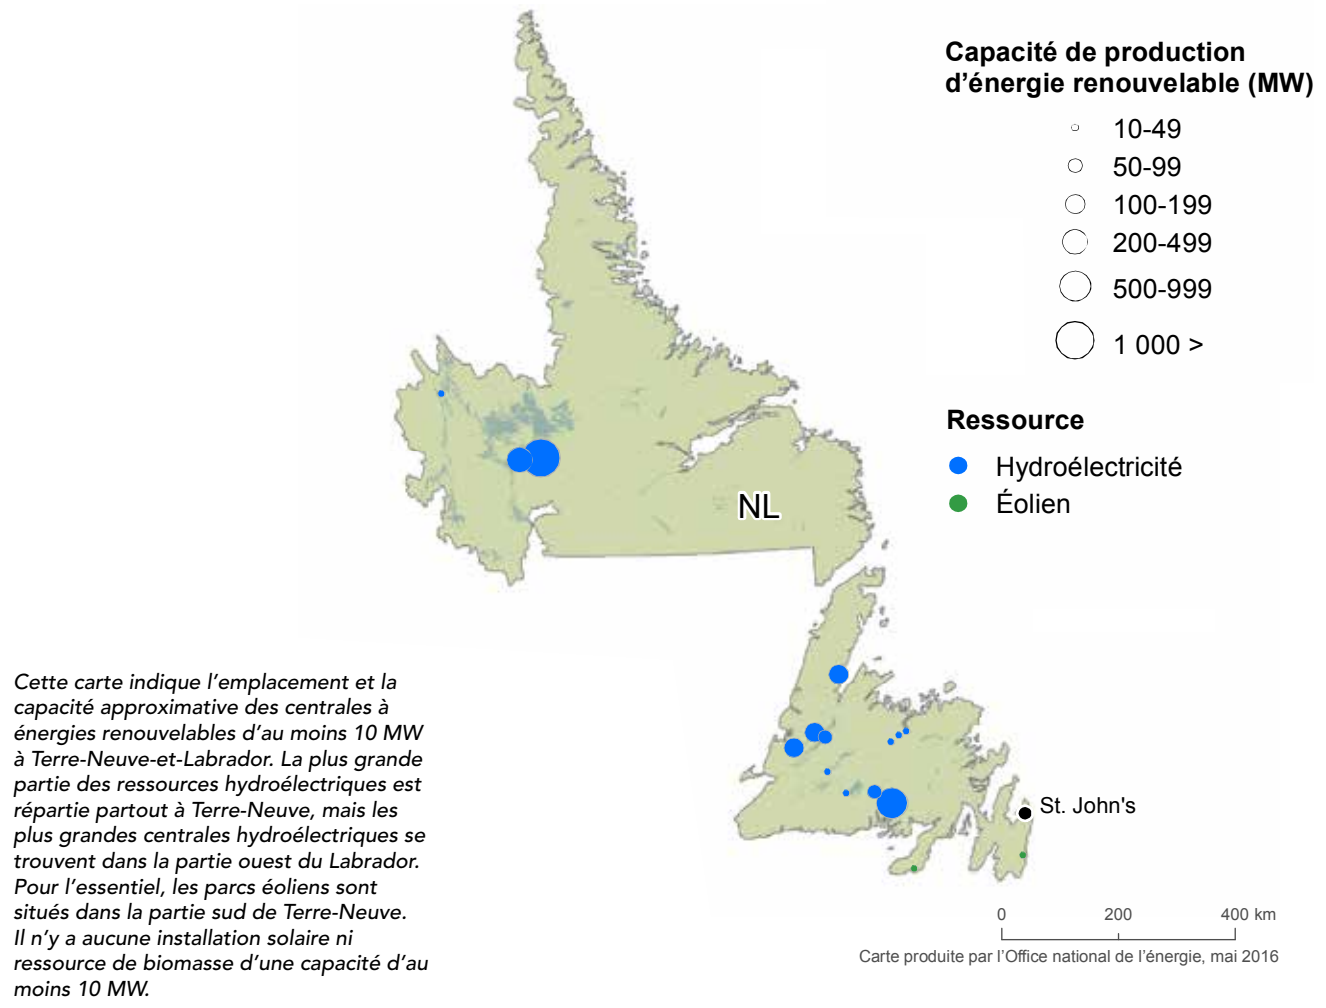 Capacité de production
d’énergie renouvelable (MW)
10-49
50-99
100-199
200-499
500-999
1 000 >
Ressource
Hydroélectricité
Éolien
NL
St. John's
Cette carte indique l’emplacement et la
capacité approximative des centrales à
énergies renouvelables d’au moins 10 MW
à Terre-Neuve-et-Labrador. La plus grande
partie des ressources hydroélectriques est
répartie partout à Terre-Neuve, mais les
plus grandes centrales hydroélectriques se
trouvent dans la partie ouest du Labrador.
Pour l’essentiel, les parcs éoliens sont
situés dans la partie sud de Terre-Neuve.
Il n’y a aucune installation solaire ni
ressource de biomasse d’une capacité d’au
moins 10 MW.
0 200 400 km
Carte produite par l’Office national de l’énergie, mai 2016